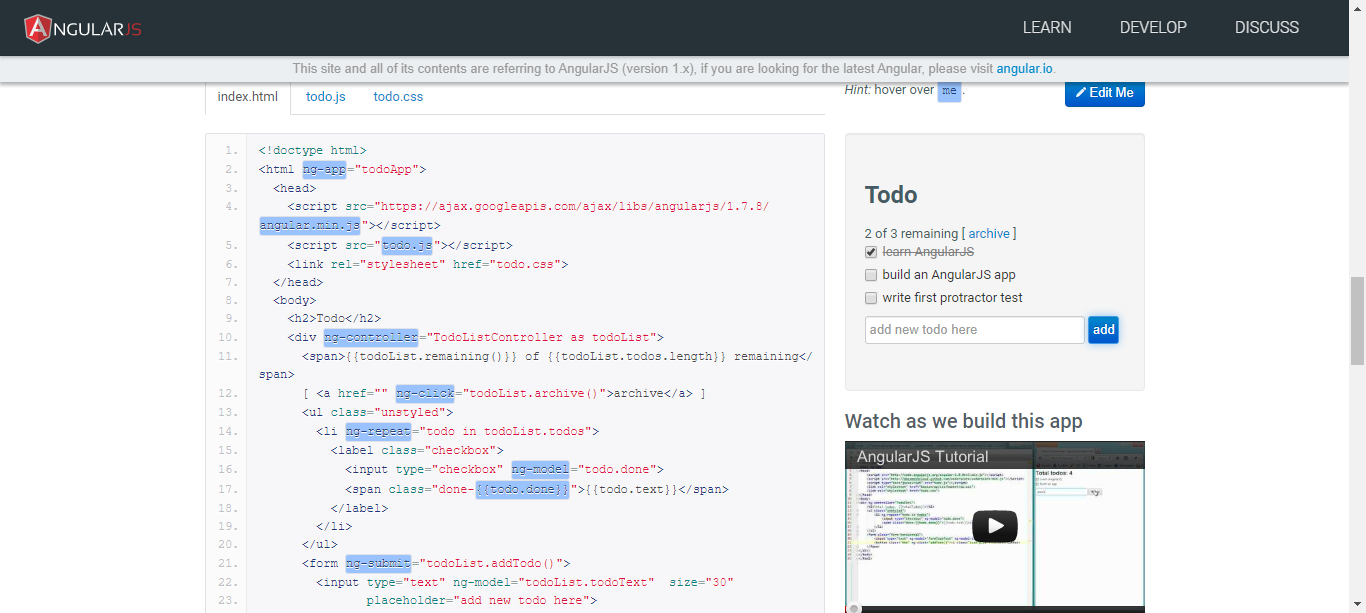 ANGULARJS
LEARN DEVELOP DISCUSS
This site and all of its contents are referring to AngularJS (version 1.x), if you are looking for the latest Angular, please visit angular.io.
index.html todo.js todo.css
1. <!doctype html>
2. <html ng-app="todoApp">
3. <head>
4. <script src="https://ajax.googleapis.com/ajax/libs/angularjs/1.7.8/
angular.min.js"></script>
5. <script src="todo.js"></script>
6. <link rel="stylesheet" href="todo.css">
7. </head>
8. <body>
9. <h2>Todo</h2>
10. <div ng-controller="TodoListController as todoList">
11. <span>{{todoList.remaining()}} of {{todoList.todos.length}} remaining</
span>
12. [ <a href="" ng-click="todoList.archive()">archive</a> ]
13. <ul class="unstyled">
14. <li ng-repeat="todo in todoList.todos">
15. <label class="checkbox">
16. <input type="checkbox" ng-model="todo.done">
17. <span class="done-{{todo.done}}">{{todo.text}}</span>
18. </label>
19. </li>
20. </ul>
21. <form ng-submit="todoList.addTodo()">
22. <input type="text" ng-model="todoList.todoText"  size="30"
23. placeholder="add new todo here">
Hint: hover over me.
Edit Me
Todo
2 of 3 remaining [ archive ]
learn AngularJS
build an AngularJS app
write first protractor test
add new todo here add
Watch as we build this app
AngularJS Tutorial
Total todos: 4